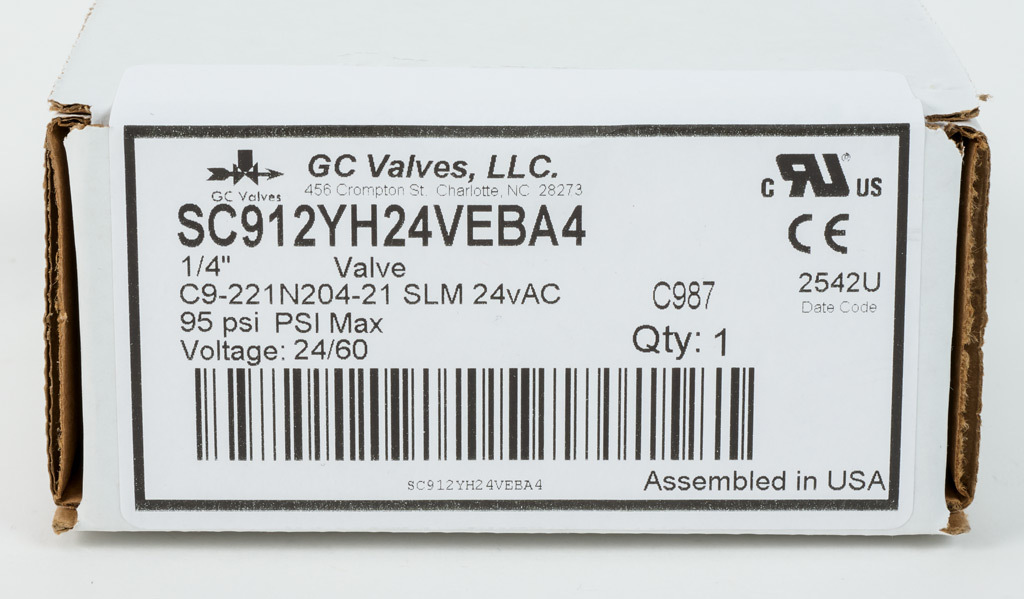 GC Valves
GC Valves, LLC.
456 Crompton St. Charlotte, NC 28273
SC912YH24VEBA4
1/4" Valve
C9-221N204-21 SLM 24vAC
95 psi PSI Max
Voltage: 24/60
C987
Qty: 1
C RU® US
CE
2542U
Date Code
SC912YH24VEBA4
Assembled in USA